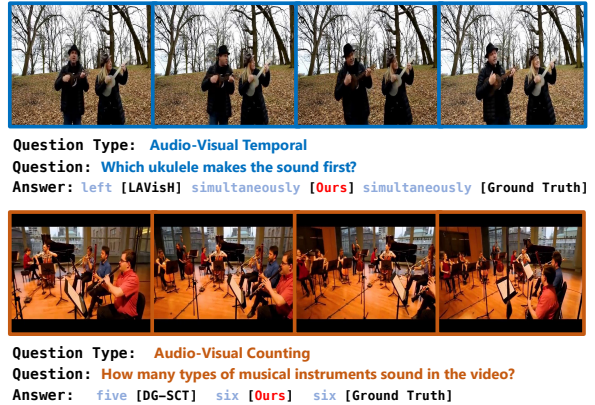 Question Type: Audio-Visual Temporal
Question: Which ukulele makes the sound first?
Answer: left [LAVisH] simultaneously [Ours] simultaneously [Ground Truth]
Question Type: Audio-Visual Counting
Question: How many types of musical instruments sound in the video?
Answer: five [DG-SCT] six [Ours] six [Ground Truth]